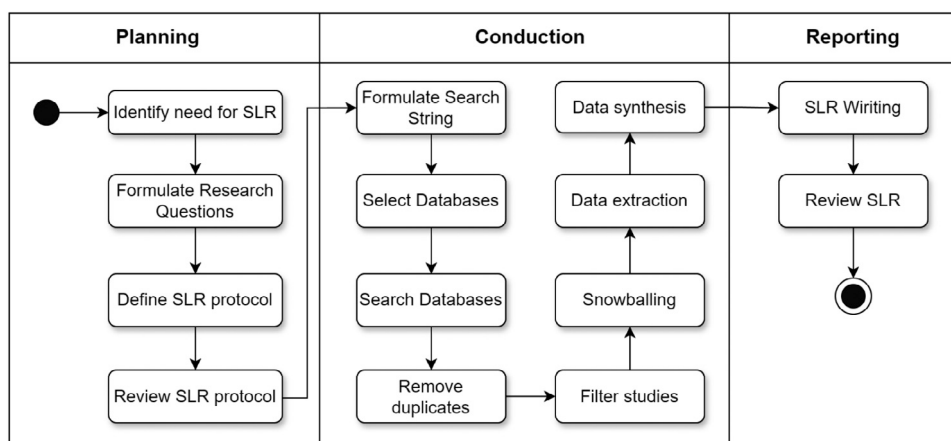 Planning
Conduction
Reporting
Identify need for SLR
Formulate Research
Questions
Define SLR protocol
Review SLR protocol
Formulate Search
String
Select Databases
Search Databases
Remove
duplicates
Filter studies
Snowballing
Data extraction
Data synthesis
SLR Wiriting
Review SLR